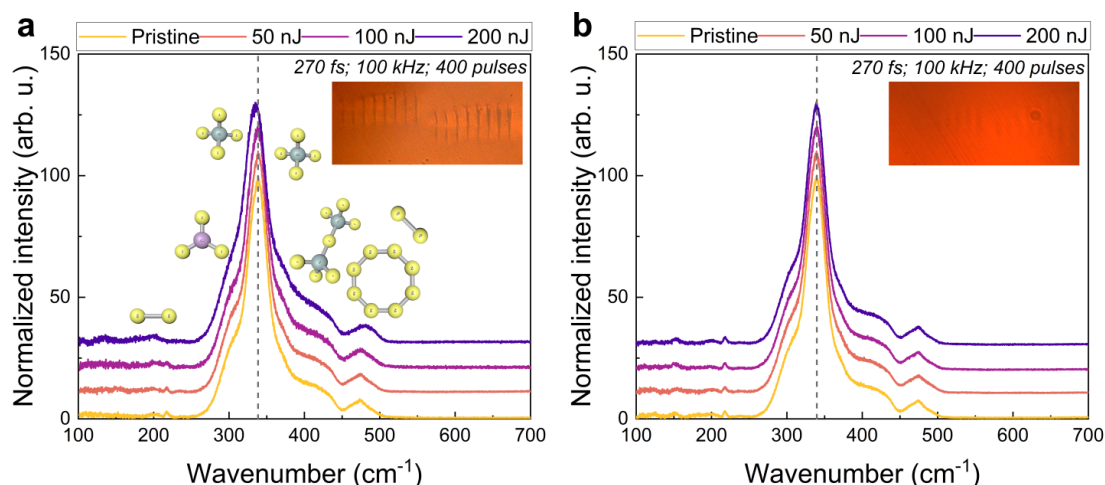 a
Pristine 50 nJ 100 nJ 200 nJ
270 fs; 100 kHz; 400 pulses
Normalized intensity (arb. u.)
150
100
50
0
100 200 300 400 500 600 700
Wavenumber (cm⁻¹)
b
Pristine 50 nJ 100 nJ 200 nJ
270 fs; 100 kHz; 400 pulses
Normalized intensity (arb. u.)
150
100
50
0
100 200 300 400 500 600 700
Wavenumber (cm⁻¹)